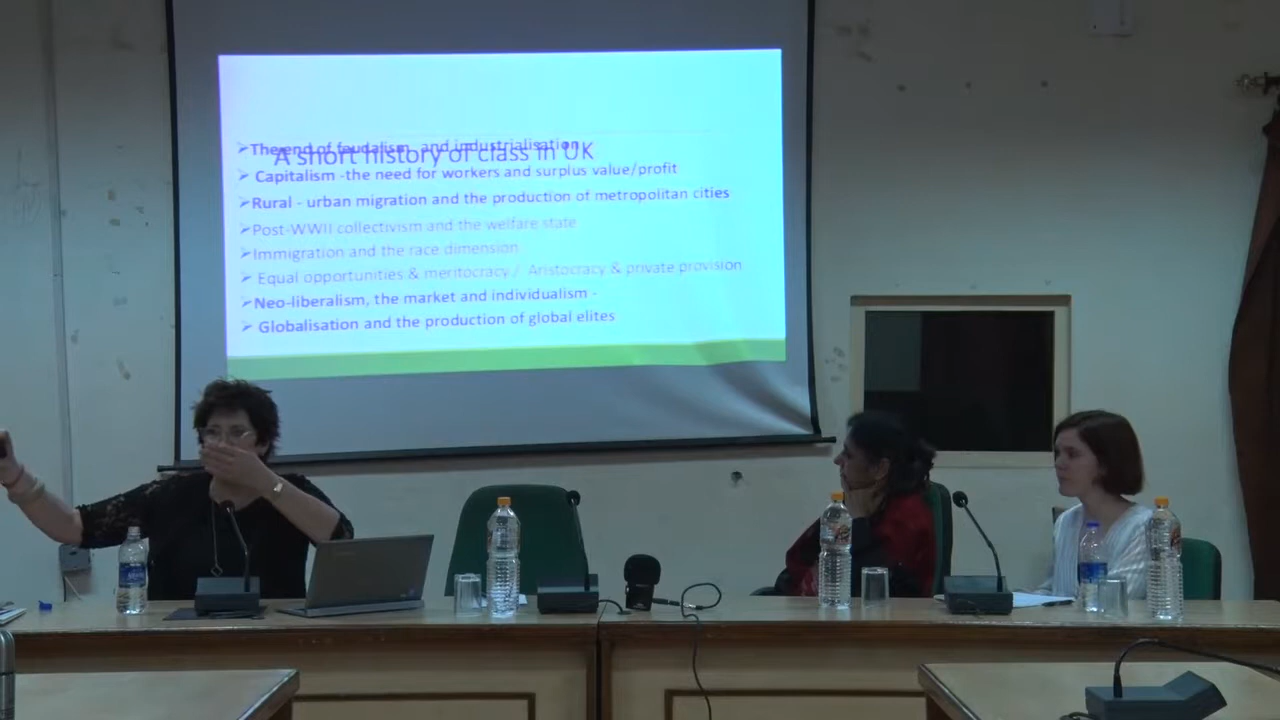 A short history of class in UK
➢The end of feudalism and industrialisation
➢ Capitalism -the need for workers and surplus value/profit
➢Rural - urban migration and the production of metropolitan cities
➢Post-WWII collectivism and the welfare state
➢Immigration and the race dimension
➢ Equal opportunities & meritocracy / Aristocracy & private provision
➢Neo-liberalism, the market and individualism -
➢ Globalisation and the production of global elites